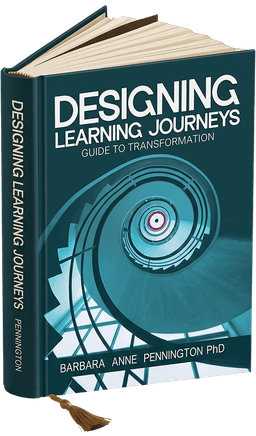 DESIGNING
LEARNING JOURNEYS
GUIDE TO TRANSFORMATION
BARBARA ANNE PENNINGTON PhD
DESIGNING LEARNING JOURNEYS
PENNINGTON